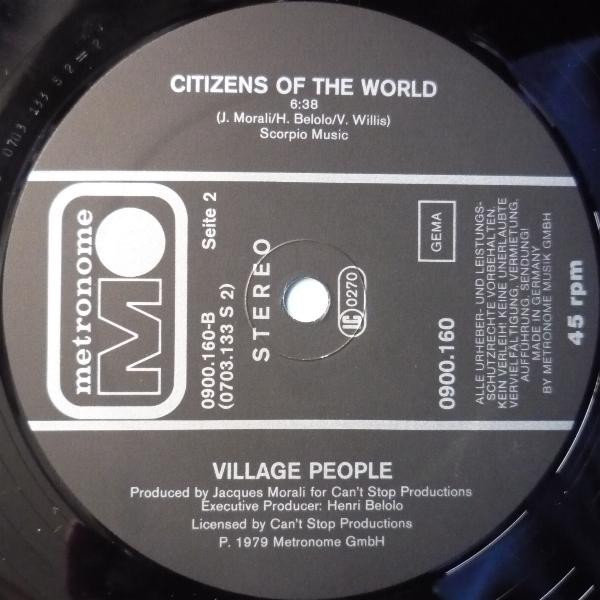 CITIZENS OF THE WORLD
6:38
(J. Morali/H. Belolo/V. Willis)
Scorpio Music
metronome
Seite 2
0900.160-B
(0703.133 S 2)
STEREO
LC 0270
GEMA
0900.160
ALLE URHEBER- UND LEISTUNGS-
SCHUTZRECHTE VORBEHALTEN.
KEIN VERLEIH! KEINE UNERLAUBTE
VERVIELFÄLTIGUNG, VERMIETUNG,
AUFFÜHRUNG, SENDUNG!
MADE IN GERMANY
BY METRONOME MUSIK GMBH
45 rpm
VILLAGE PEOPLE
Produced by Jacques Morali for Can't Stop Productions
Executive Producer: Henri Belolo
Licensed by Can't Stop Productions
P. 1979 Metronome GmbH
0703 133 S 2